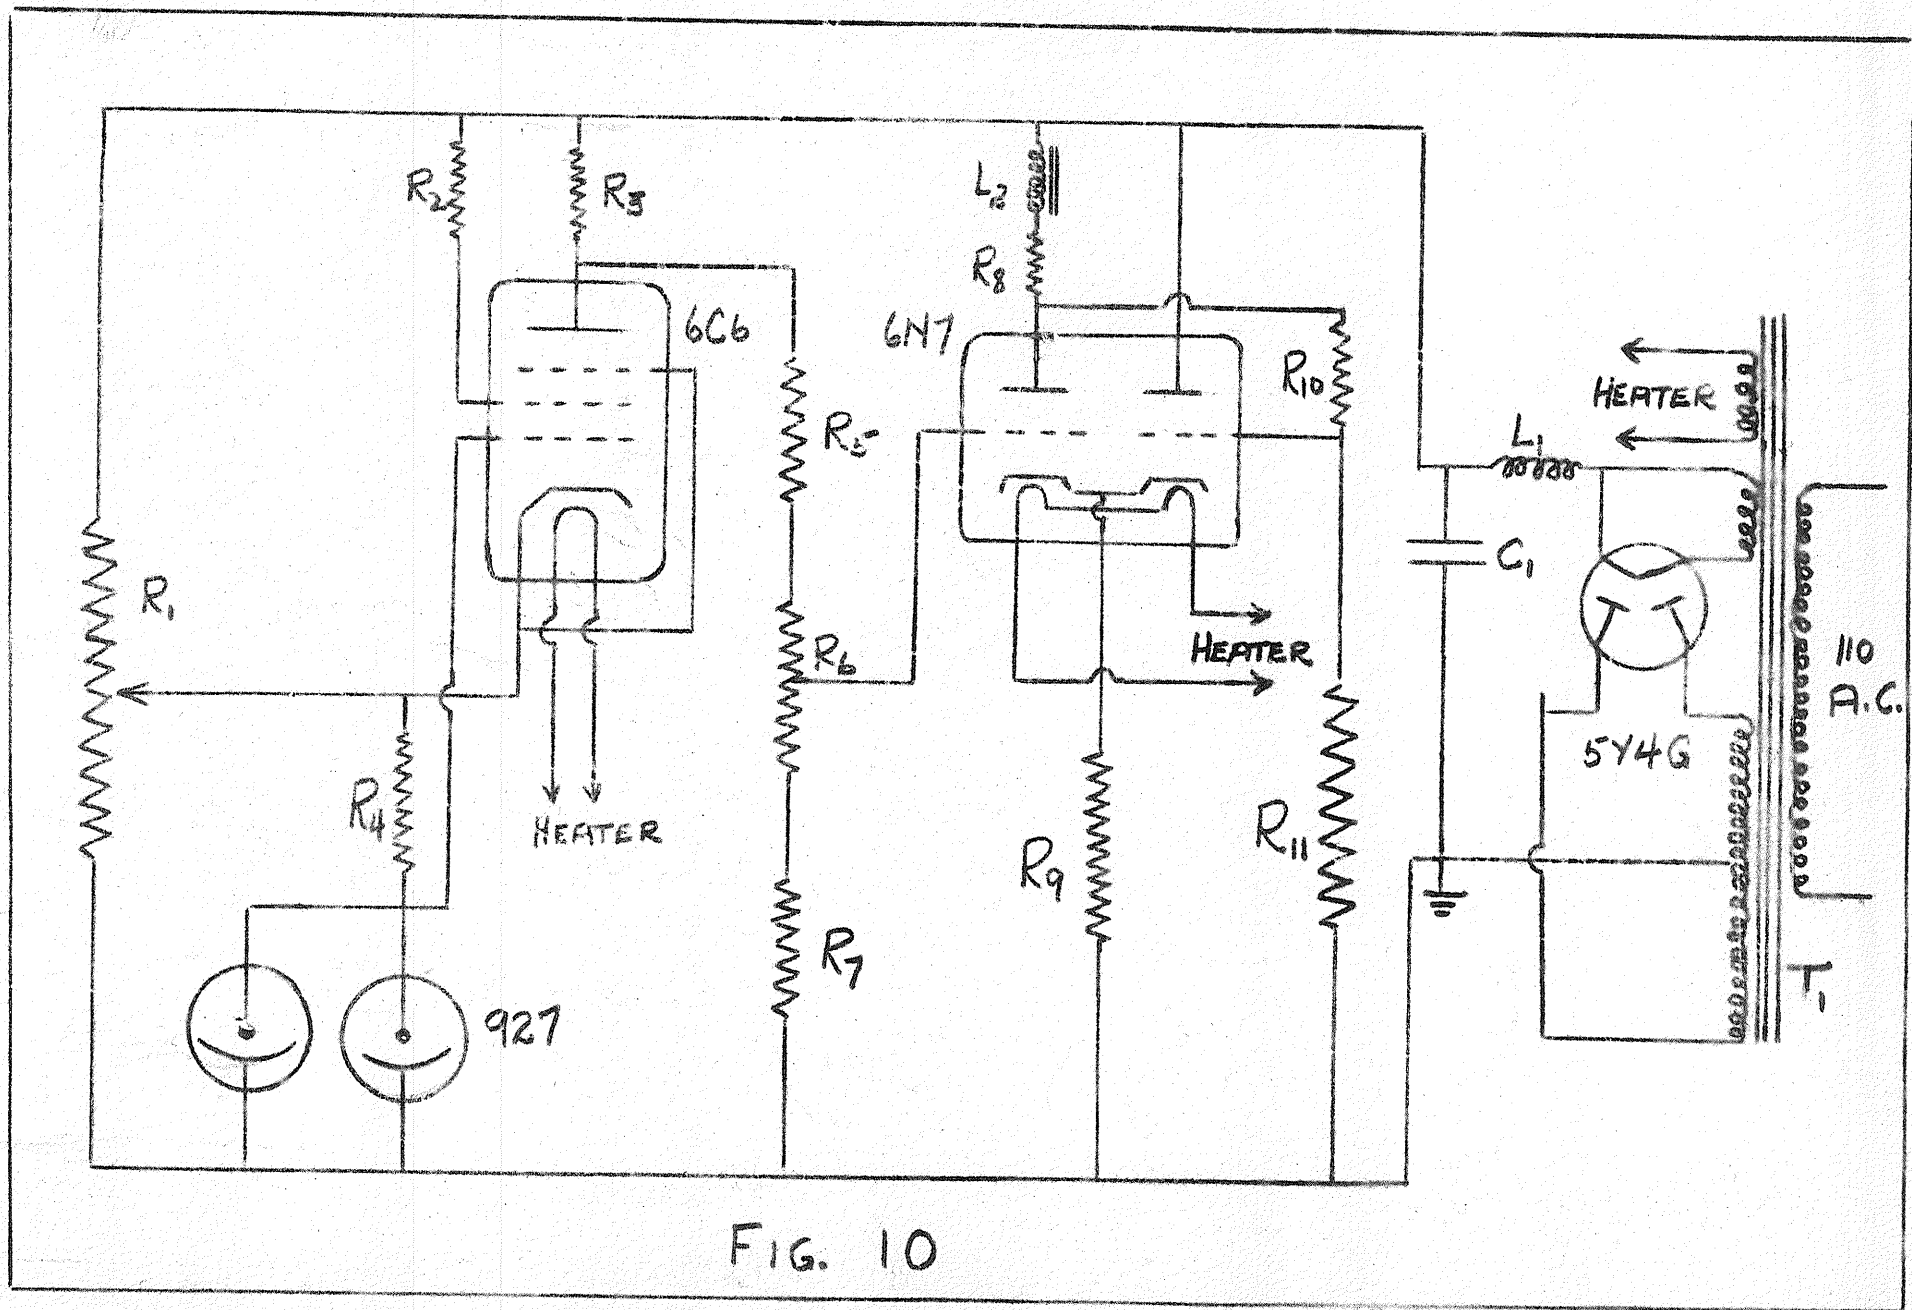 R2
R3
L2
R8
6C6
6N7
R10
HEATER
L1
R5
C1
R1
R6
HEATER
110
A.C.
5Y4G
R4
HEATER
R11
R9
R7
T1
927
FIG. 10